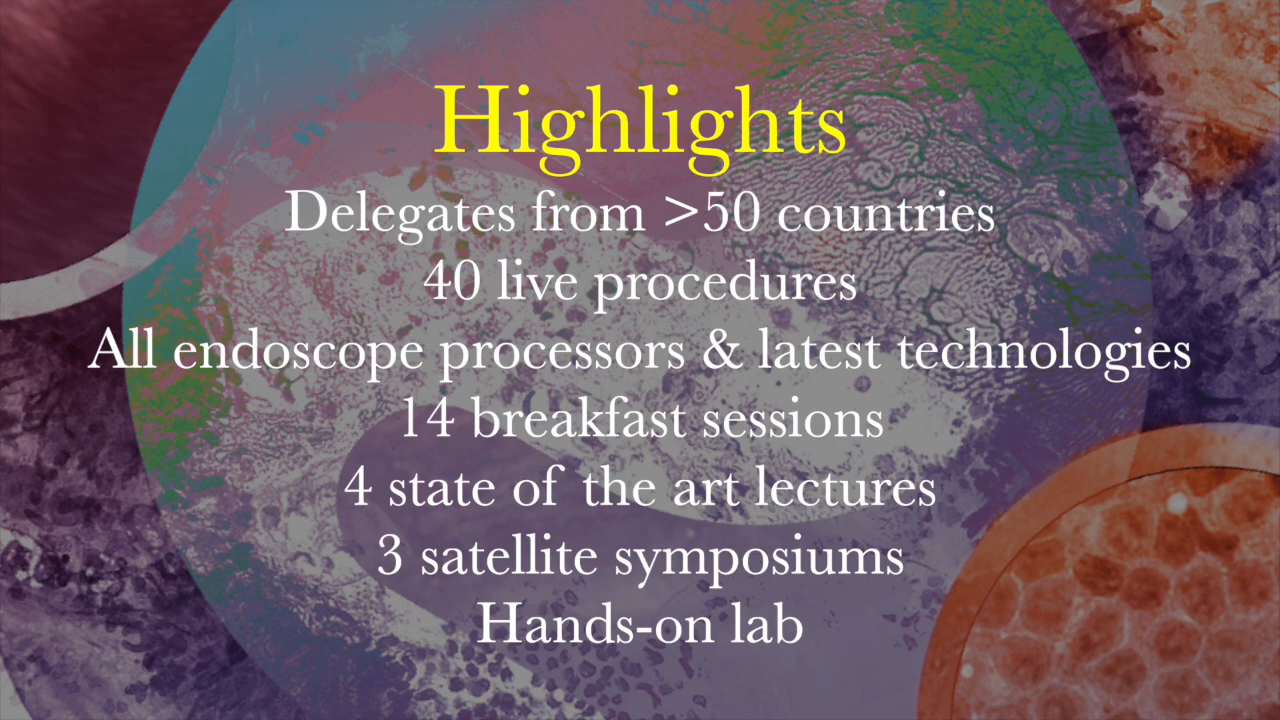 Highlights
Delegates from >50 countries
40 live procedures
All endoscope processors & latest technologies
14 breakfast sessions
4 state of the art lectures
3 satellite symposiums
Hands-on lab